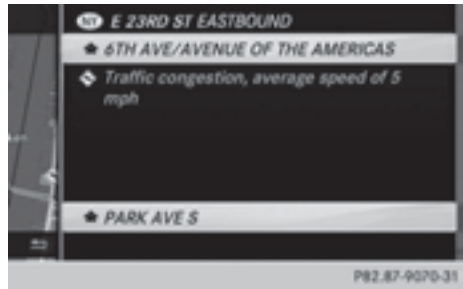 E 23RD ST EASTBOUND
6TH AVE/AVENUE OF THE AMERICAS
Traffic congestion, average speed of 5
mph
PARK AVE S
P82.87-9070-31